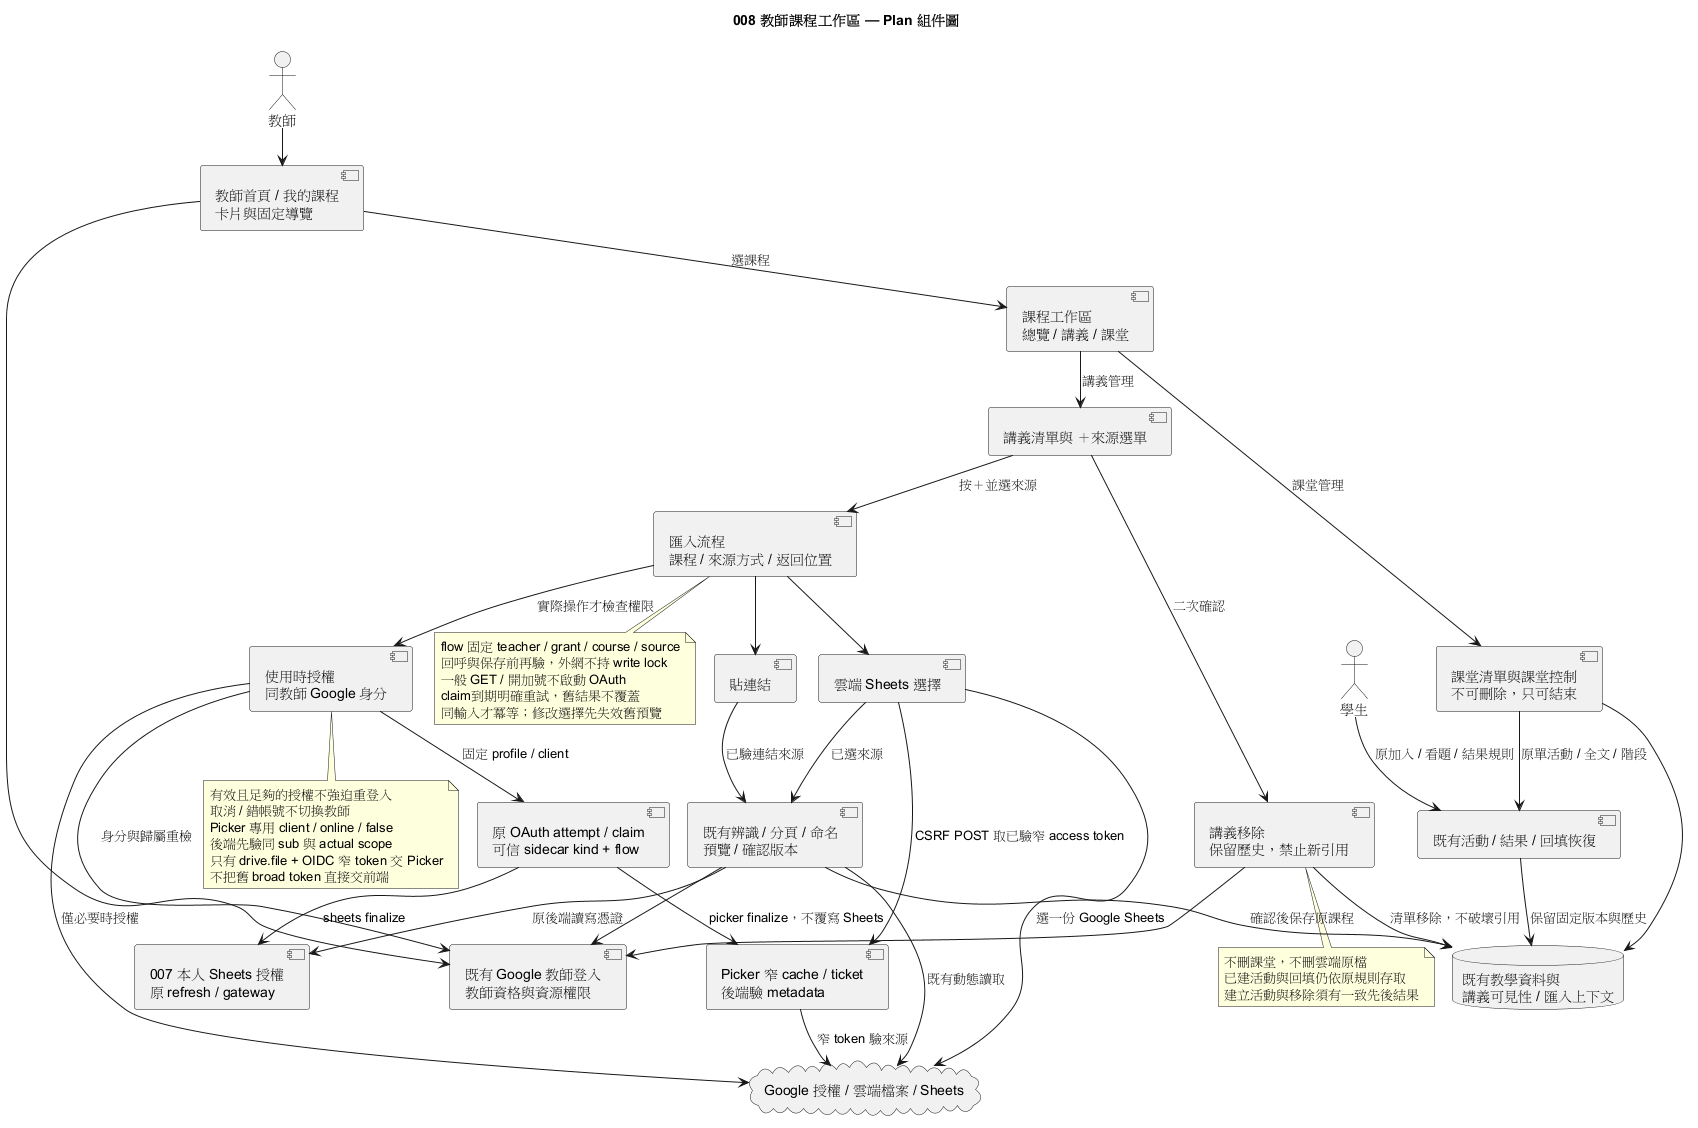 008 教師課程工作區 — Plan 組件圖
教師
教師首頁 / 我的課程
卡片與固定導覽
選課程
課程工作區
總覽 / 講義 / 課堂
講義管理
講義清單與 ＋來源選單
按＋並選來源
課堂管理
匯入流程
課程 / 來源方式 / 返回位置
實際操作才檢查權限
二次確認
flow 固定 teacher / grant / course / source
回呼與保存前再驗，外網不持 write lock
一般 GET / 開加號不啟動 OAuth
claim到期明確重試，舊結果不覆蓋
同輸入才冪等；修改選擇先失效舊預覽
使用時授權
同教師 Google 身分
貼連結
雲端 Sheets 選擇
學生
課堂清單與課堂控制
不可刪除，只可結束
固定 profile / client
已驗連結來源
已選來源
原加入 / 看題 / 結果規則
原單活動 / 全文 / 階段
有效且足夠的授權不強迫重登入
取消 / 錯帳號不切換教師
Picker 專用 client / online / false
後端先驗同 sub 與 actual scope
只有 drive.file + OIDC 窄 token 交 Picker
不把舊 broad token 直接交前端
身分與歸屬重檢
原 OAuth attempt / claim
可信 sidecar kind + flow
既有辨識 / 分頁 / 命名
預覽 / 確認版本
CSRF POST 取已驗窄 access token
講義移除
保留歷史，禁止新引用
既有活動 / 結果 / 回填恢復
僅必要時授權
sheets finalize
原後端讀寫憑證
picker finalize，不覆寫 Sheets
選一份 Google Sheets
確認後保存原課程
清單移除，不破壞引用
保留固定版本與歷史
007 本人 Sheets 授權
原 refresh / gateway
既有 Google 教師登入
教師資格與資源權限
Picker 窄 cache / ticket
後端驗 metadata
既有動態讀取
不刪課堂，不刪雲端原檔
已建活動與回填仍依原規則存取
建立活動與移除須有一致先後結果
既有教學資料與
講義可見性 / 匯入上下文
窄 token 驗來源
Google 授權 / 雲端檔案 / Sheets